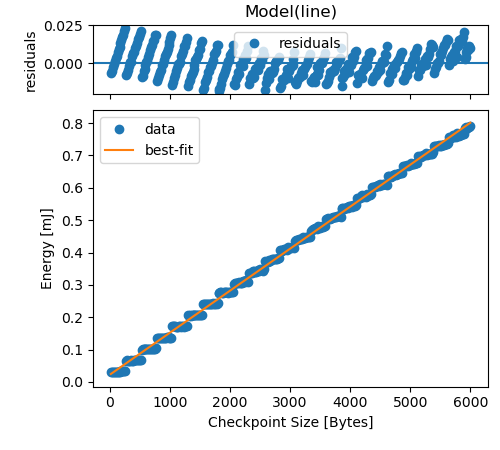 Model(line)
residuals
0.025
0.000
residuals
Energy [mJ]
0.8
0.7
0.6
0.5
0.4
0.3
0.2
0.1
0.0
data
best-fit
0 1000 2000 3000 4000 5000 6000
Checkpoint Size [Bytes]